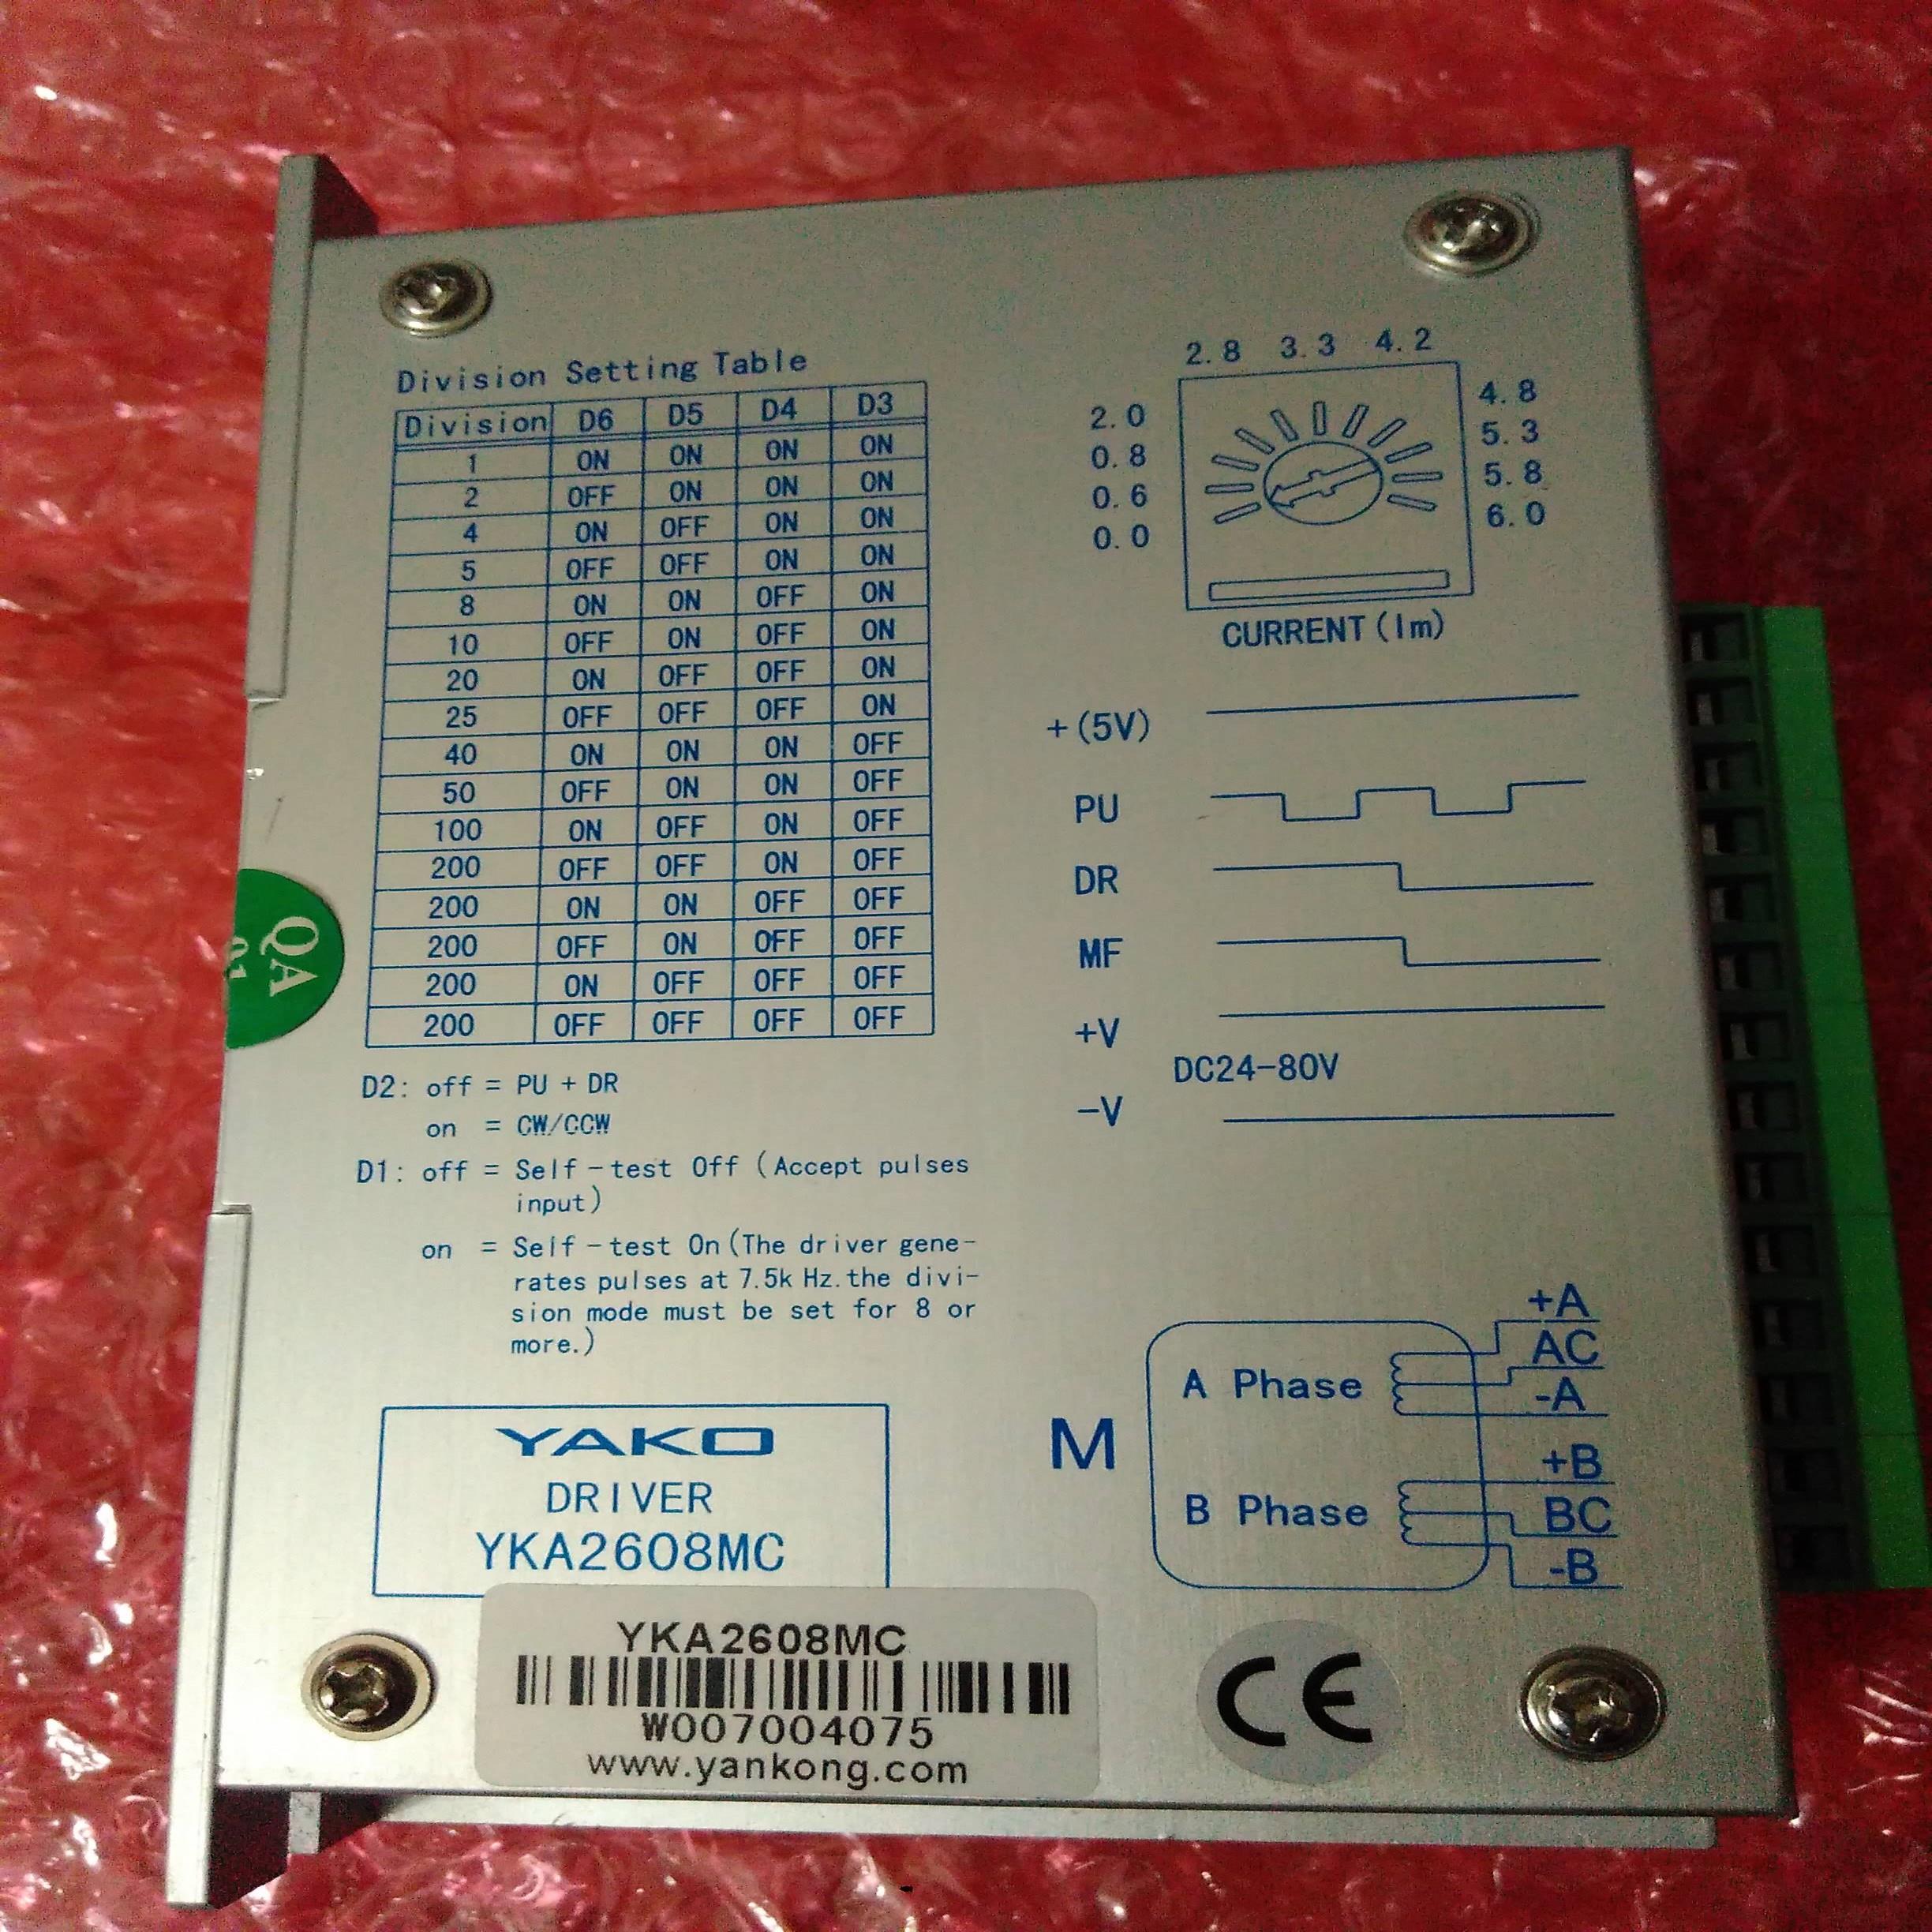 Division Setting Table
Division D6 D5 D4 D3
1 ON ON ON ON
2 OFF ON ON ON
4 ON OFF ON ON
5 OFF OFF ON ON
8 ON ON OFF ON
10 OFF ON OFF ON
20 ON OFF OFF ON
25 OFF OFF OFF ON
40 ON ON ON OFF
50 OFF ON ON OFF
100 ON OFF ON OFF
200 OFF OFF ON OFF
200 ON ON OFF OFF
200 OFF ON OFF OFF
200 ON OFF OFF OFF
200 OFF OFF OFF OFF
D2: off = PU + DR
on = CW/CCW
D1: off = Self-test Off (Accept pulses
input)
on = Self-test On(The driver gene-
rates pulses at 7.5k Hz.the divi-
sion mode must be set for 8 or
more.)
YAKO
DRIVER
YKA2608MC
YKA2608MC
W007004075
www.yankong.com
2.8 3.3 4.2
2.0
0.8
0.6
0.0
4.8
5.3
5.8
6.0
CURRENT(Im)
+(5V)
PU
DR
MF
+V
DC24-80V
-V
M
A Phase
+A
AC
-A
B Phase
+B
BC
-B
CE
QA